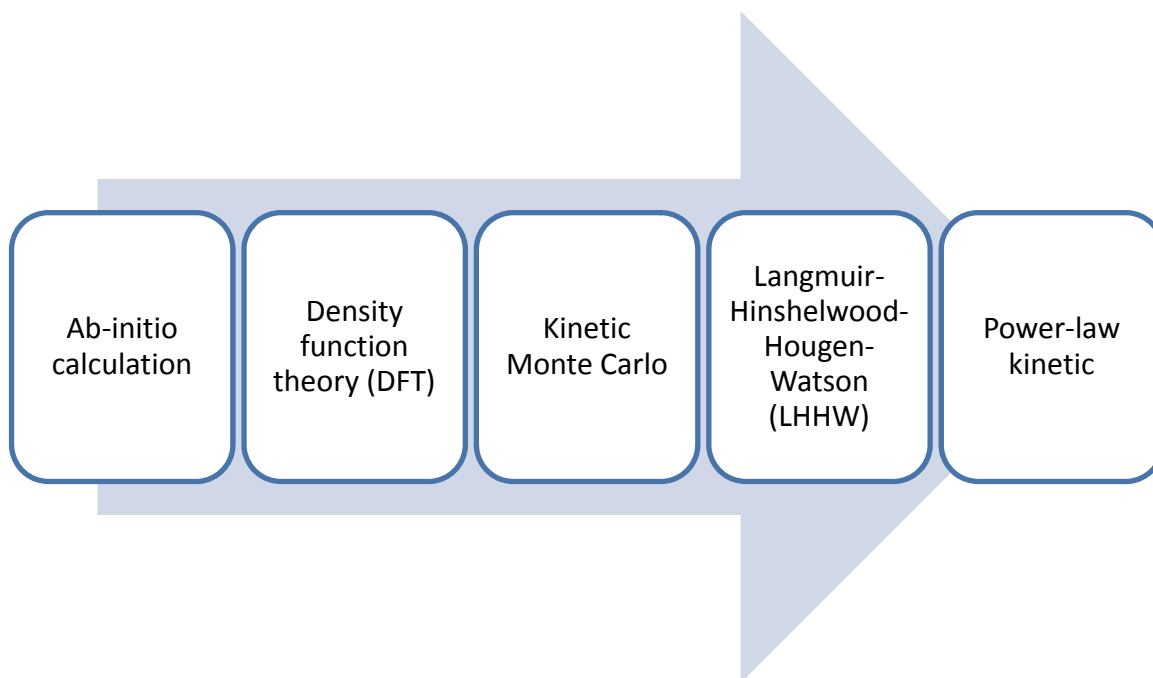 Ab-initio
calculation
Density
function
theory (DFT)
Kinetic
Monte Carlo
Langmuir-
Hinshelwood-
Hougen-
Watson
(LHHW)
Power-law
kinetic